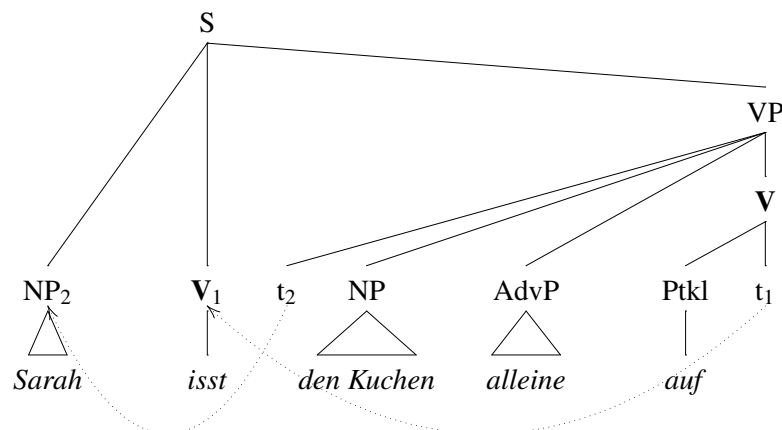 S
VP
V
NP₂ V₁ t₂ NP AdvP Ptkl t₁
Sarah isst den Kuchen alleine auf